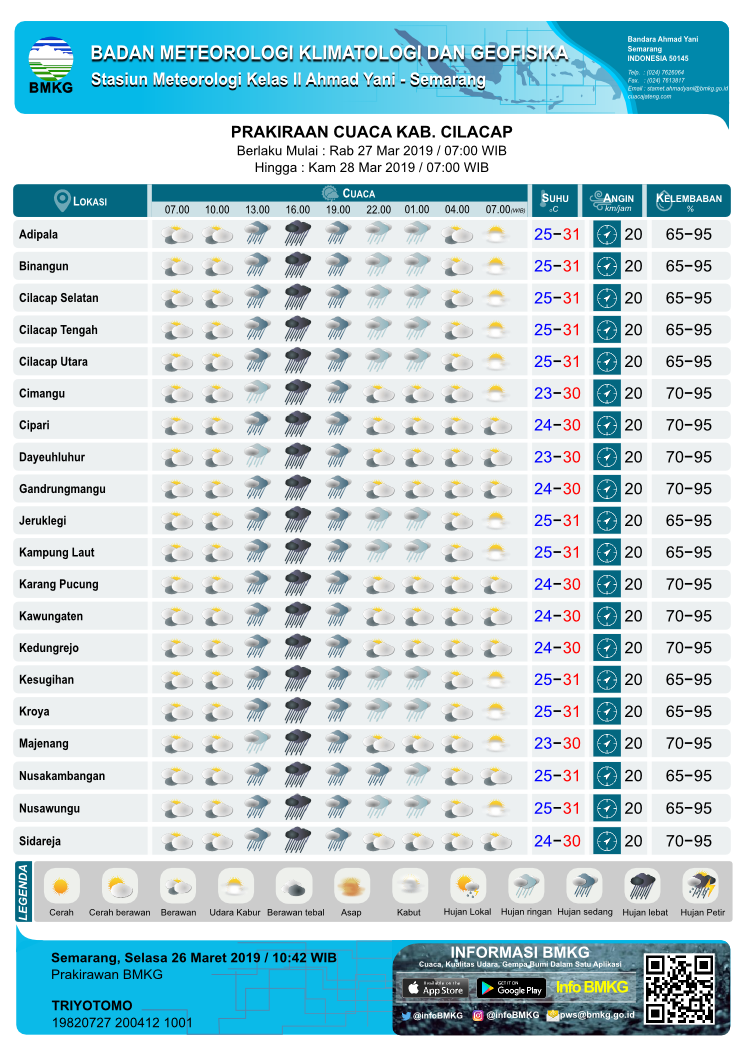 BMKG
BADAN METEOROLOGI KLIMATOLOGI DAN GEOFISIKA
Stasiun Meteorologi Kelas II Ahmad Yani - Semarang
Bandara Ahmad Yani
Semarang
INDONESIA 50145
Telp. : (024) 7628064
Fax. : (024) 7613817
Email : stamet.ahmadyani@bmkg.go.id
cuacajateng.com
PRAKIRAAN CUACA KAB. CILACAP
Berlaku Mulai : Rab 27 Mar 2019 / 07:00 WIB
Hingga : Kam 28 Mar 2019 / 07:00 WIB
LOKASI CUACA SUHU °C ANGIN km/jam KELEMBABAN %
07.00 10.00 13.00 16.00 19.00 22.00 01.00 04.00 07.00 (WIB)
Adipala 25-31 20 65-95
Binangun 25-31 20 65-95
Cilacap Selatan 25-31 20 65-95
Cilacap Tengah 25-31 20 65-95
Cilacap Utara 25-31 20 65-95
Cimangu 23-30 20 70-95
Cipari 24-30 20 70-95
Dayeuhluhur 23-30 20 70-95
Gandrungmangu 24-30 20 70-95
Jeruklegi 25-31 20 65-95
Kampung Laut 25-31 20 65-95
Karang Pucung 24-30 20 70-95
Kawungaten 24-30 20 70-95
Kedungrejo 24-30 20 70-95
Kesugihan 25-31 20 65-95
Kroya 25-31 20 65-95
Majenang 23-30 20 70-95
Nusakambangan 25-31 20 65-95
Nusawungu 25-31 20 65-95
Sidareja 24-30 20 70-95
LEGENDA
Cerah Cerah berawan Berawan Udara Kabur Berawan tebal Asap Kabut Hujan Lokal Hujan ringan Hujan sedang Hujan lebat Hujan Petir
Semarang, Selasa 26 Maret 2019 / 10:42 WIB
Prakirawan BMKG
TRIYOTOMO
19820727 200412 1001
INFORMASI BMKG
Cuaca, Kualitas Udara, Gempa Bumi Dalam Satu Aplikasi
Available on the App Store
GET IT ON Google Play
Info BMKG
@infoBMKG @infoBMKG pws@bmkg.go.id